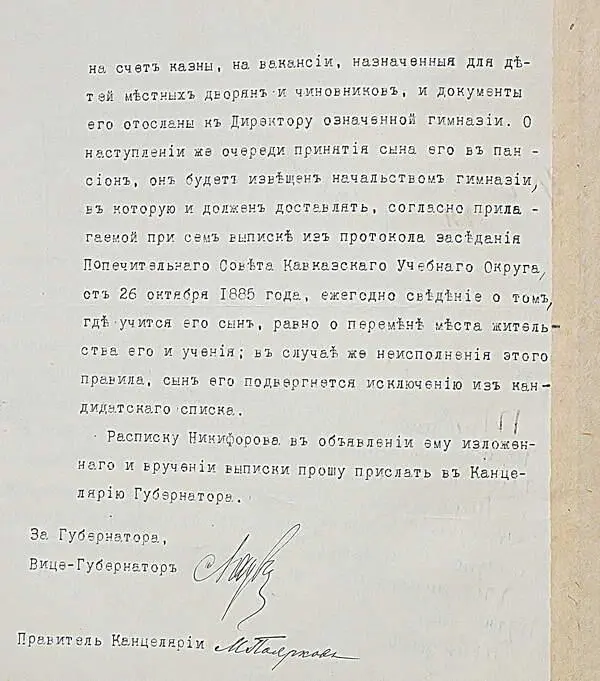 на счетъ казны, на вакансіи, назначенныя для дѣ-
тей мѣстныхъ дворянъ и чиновниковъ, и документы
его отосланы къ Директору означенной гимназіи. О
наступленіи же очереди принятія сына его въ пан -
сіонъ, онъ будетъ извѣщенъ начальствомъ гимназіи,
въ которую и долженъ доставлять, согласно прила -
гаемой при семъ выпискѣ изъ протокола засѣданія
Попечительнаго Совѣта Кавказскаго Учебнаго Округа,
отъ 26 октября 1885 года, ежегодно свѣдѣніе о томъ,
гдѣ учится его сынъ, равно о перемѣнѣ мѣста житель-
ства его и ученія; въ случаѣ же неисполненія этого
правила, сынъ его подвергнется исключенію изъ кан-
дидатскаго списка.
Расписку Никифорова въ объявленіи ему изложен-
наго и врученіи выписки прошу прислать въ Канце-
лярію Губернатора.
За Губернатора,
Вице-Губернаторъ
Правитель Канцеляріи М. Поярковъ